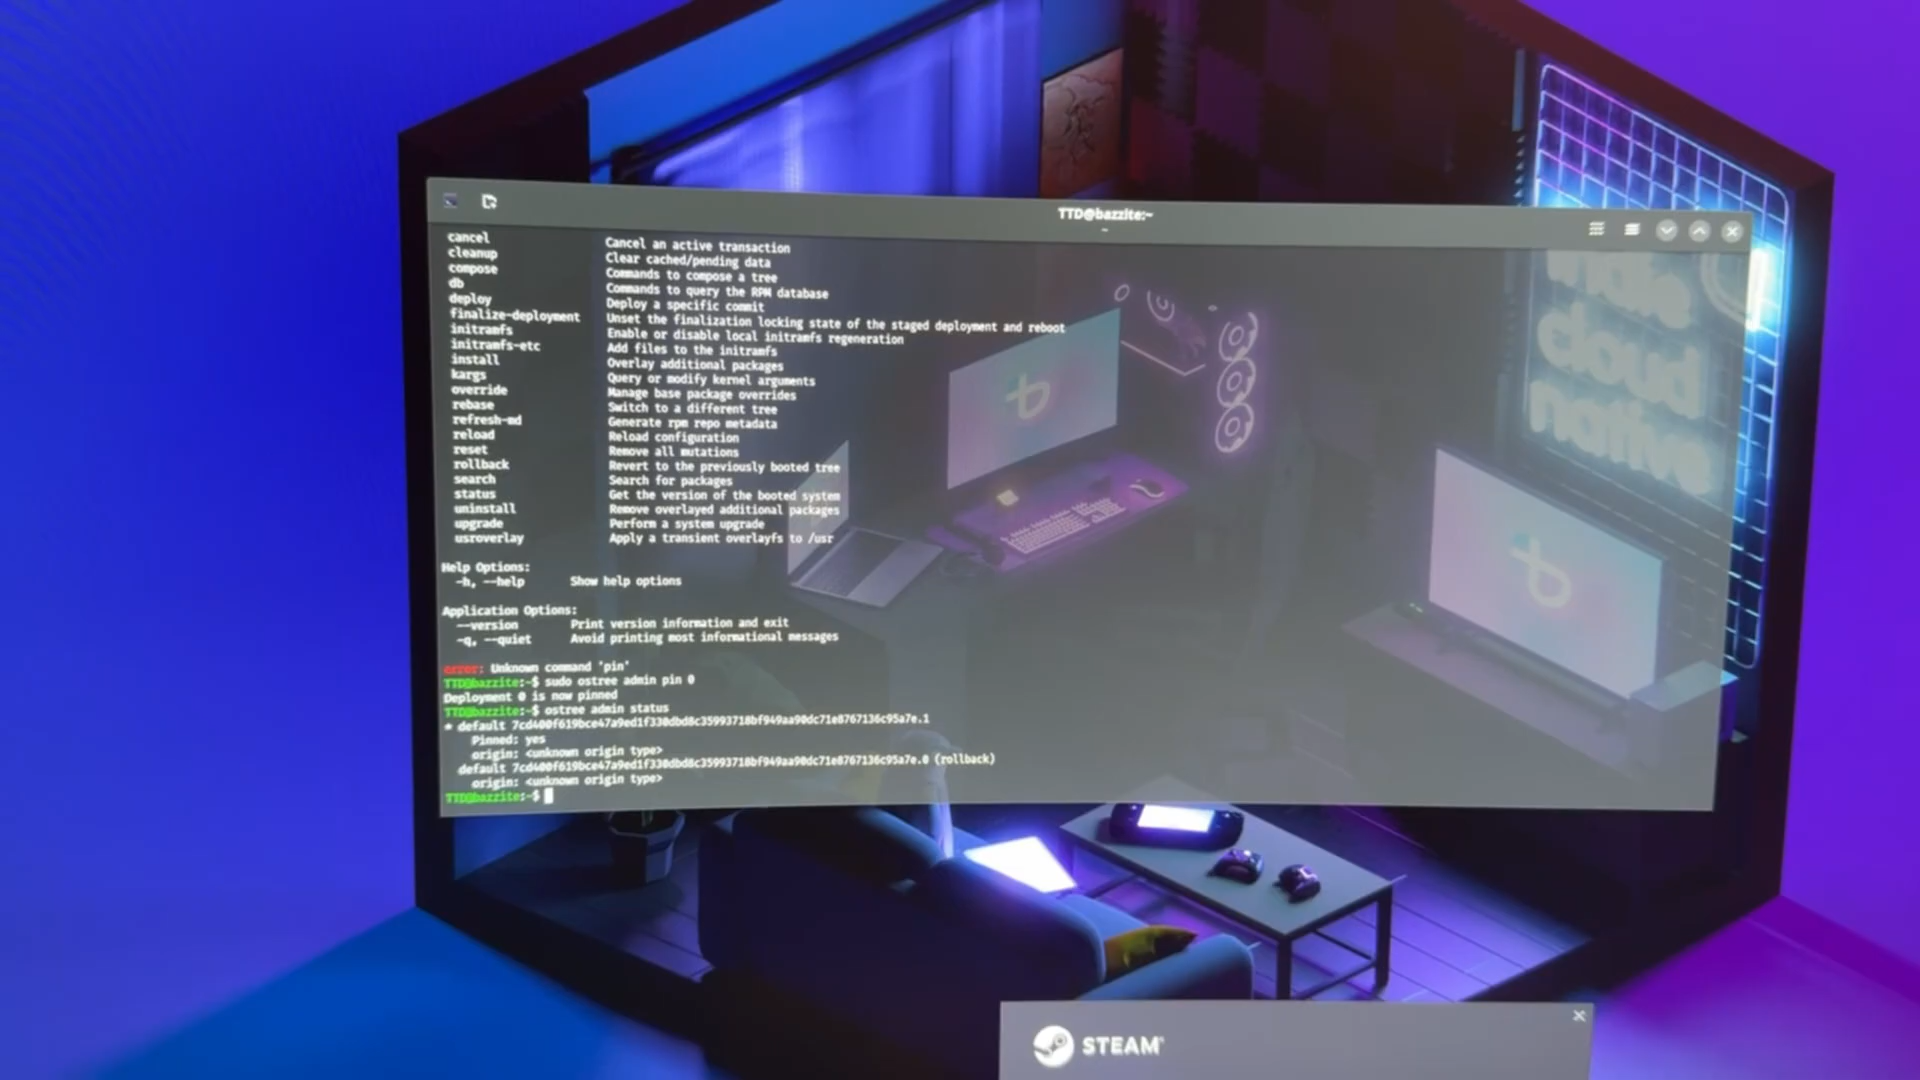 TTD@bazzite:~
cancel Cancel an active transaction
cleanup Clear cached/pending data
compose Commands to compose a tree
db Commands to query the RPM database
deploy Deploy a specific commit
finalize-deployment Unset the finalization locking state of the staged deployment and reboot
initramfs Enable or disable local initramfs regeneration
initramfs-etc Add files to the initramfs
install Overlay additional packages
kargs Query or modify kernel arguments
override Manage base package overrides
rebase Switch to a different tree
refresh-md Generate rpm repo metadata
reload Reload configuration
reset Remove all mutations
rollback Revert to the previously booted tree
search Search for packages
status Get the version of the booted system
uninstall Remove overlayed additional packages
upgrade Perform a system upgrade
usroverlay Apply a transient overlayfs to /usr
Help Options:
-h, --help Show help options
Application Options:
--version Print version information and exit
-q, --quiet Avoid printing most informational messages
error: Unknown command 'pin'
TTD@bazzite:~$ sudo ostree admin pin 0
Deployment 0 is now pinned
TTD@bazzite:~$ ostree admin status
* default 7cd400f619bce47a9ed1f330dbd8c35993718bf949aa90dc71e8767136c95a7e.1
Pinned: yes
origin: <unknown origin type>
default 7cd400f619bce47a9ed1f330dbd8c35993718bf949aa90dc71e8767136c95a7e.0 (rollback)
origin: <unknown origin type>
TTD@bazzite:~$
cloud
native
STEAM